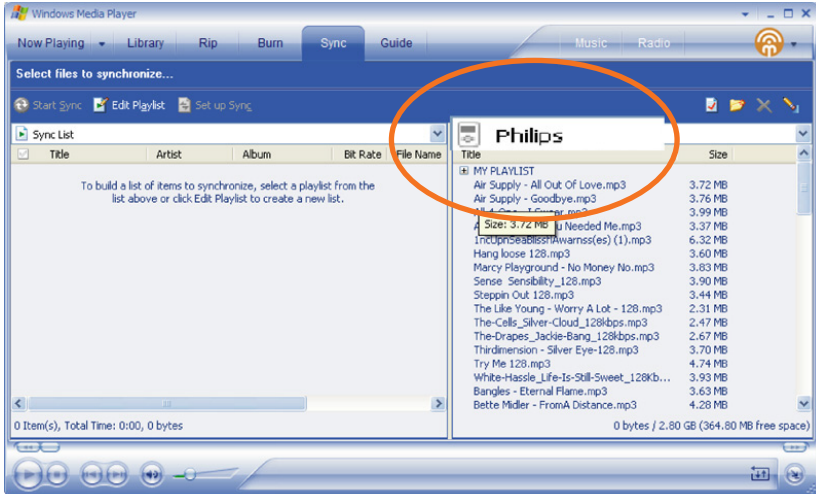 Windows Media Player
Now Playing Library Rip Burn Sync Guide Music Radio
Select files to synchronize...
Start Sync Edit Playlist Set up Sync
Sync List
Title Artist Album Bit Rate File Name
To build a list of items to synchronize, select a playlist from the
list above or click Edit Playlist to create a new list.
0 Item(s), Total Time: 0:00, 0 bytes
Philips
Title Size
MY PLAYLIST
Air Supply - All Out Of Love.mp3 3.72 MB
Air Supply - Goodbye.mp3 3.76 MB
3.99 MB
Size: 3.72 MB
u Needed Me.mp3 3.37 MB
1ncUpnSeaBlissHAwarnss(es) (1).mp3 6.32 MB
Hang loose 128.mp3 3.60 MB
Marcy Playground - No Money No.mp3 3.83 MB
Sense Sensibility_128.mp3 3.90 MB
Steppin Out 128.mp3 3.44 MB
The Like Young - Worry A Lot - 128.mp3 2.31 MB
The-Cells_Silver-Cloud_128kbps.mp3 2.47 MB
The-Drapes_Jackie-Bang_128kbps.mp3 2.67 MB
Thirdimension - Silver Eye-128.mp3 3.70 MB
Try Me 128.mp3 4.74 MB
White-Hassle_Life-Is-Still-Sweet_128Kb... 3.93 MB
Bangles - Eternal Flame.mp3 3.63 MB
Bette Midler - FromA Distance.mp3 4.28 MB
0 bytes / 2.80 GB (364.80 MB free space)